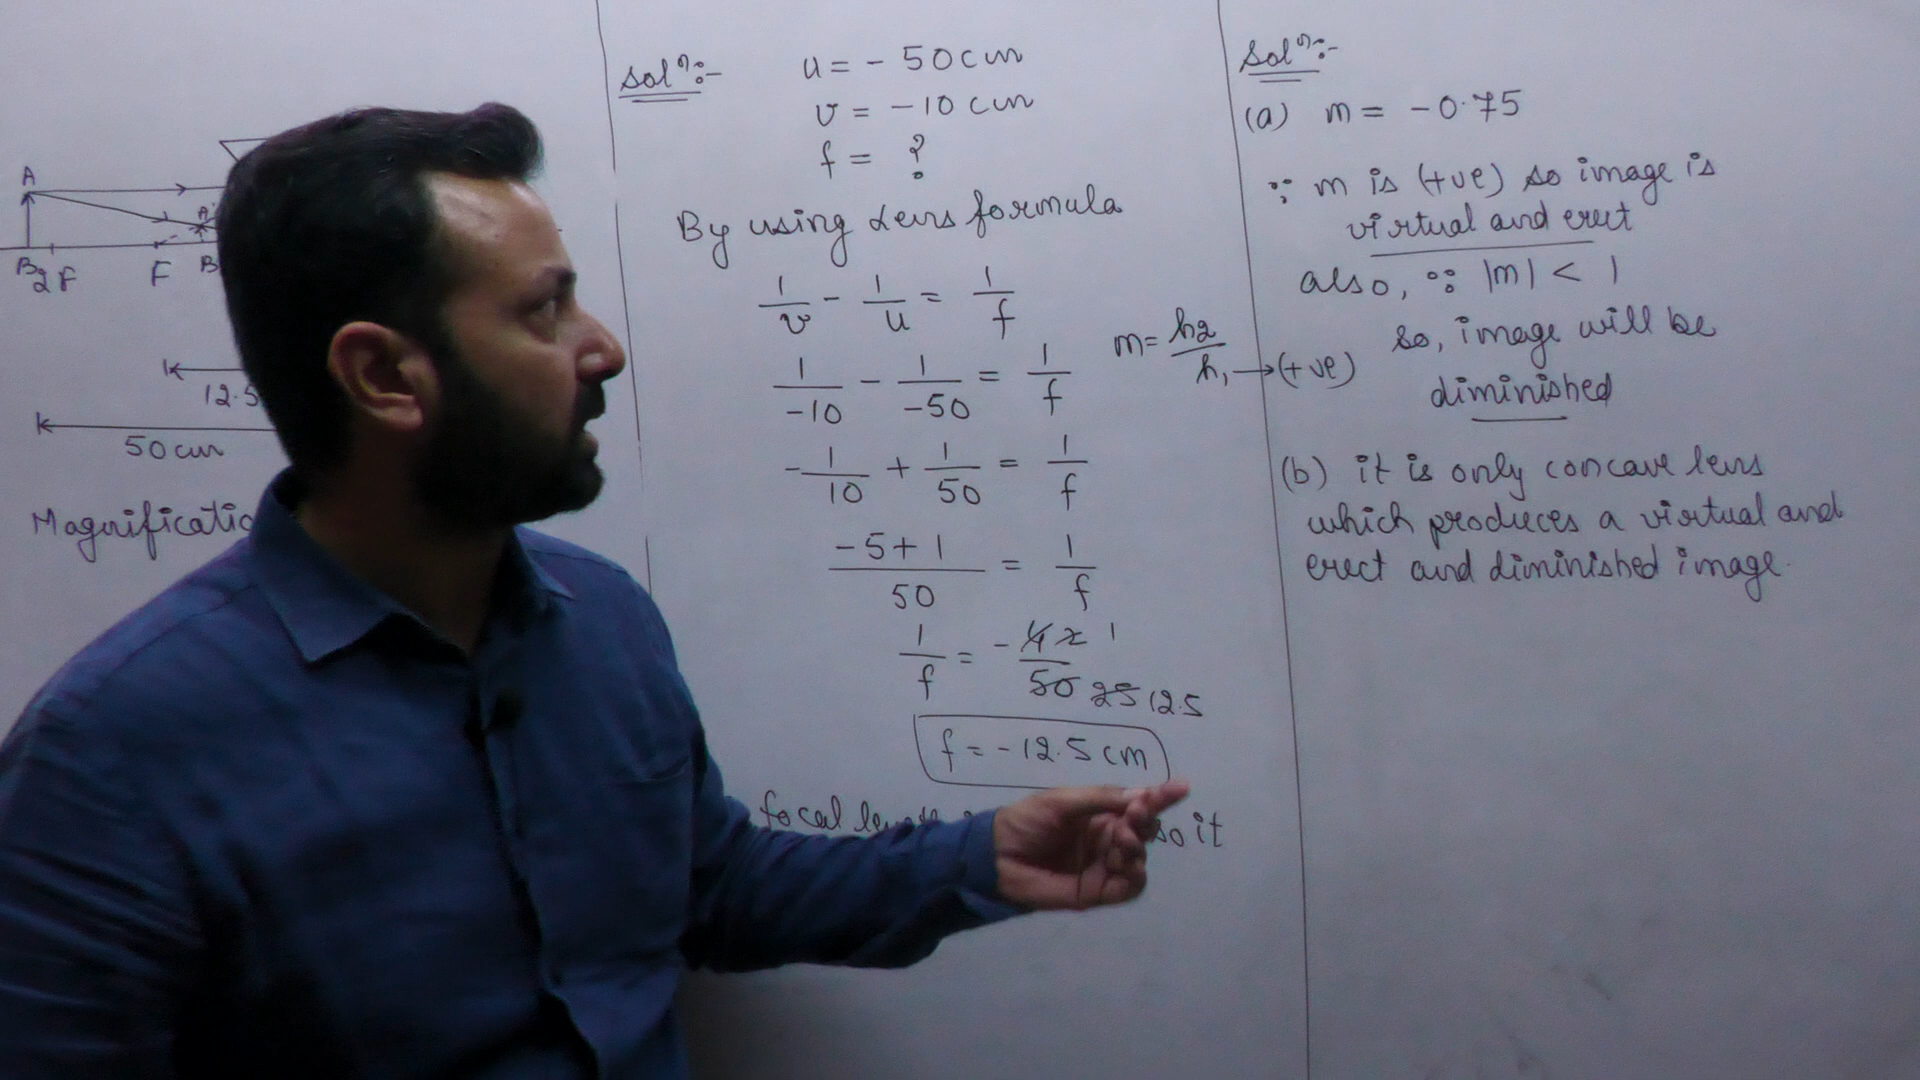 A
A'
B 2F
F
B
12.5
50 cm
Magnificatio
Solⁿ:-
u = - 50 cm
v = -10 cm
f = ?
By using Lens formula
1/v - 1/u = 1/f
1/-10 - 1/-50 = 1/f
-1/10 + 1/50 = 1/f
-5+1/50 = 1/f
1/f = - 4 2 1/50 25 12.5
f = -12.5 cm
focal
so it
m = h2/h1 → (+ve)
Solⁿ:-
(a) m = -0.75
∵ m is (+ve) so image is
virtual and erect
also, ∵ |m| < 1
so, image will be
diminished
(b) it is only concave lens
which produces a virtual and
erect and diminished image.